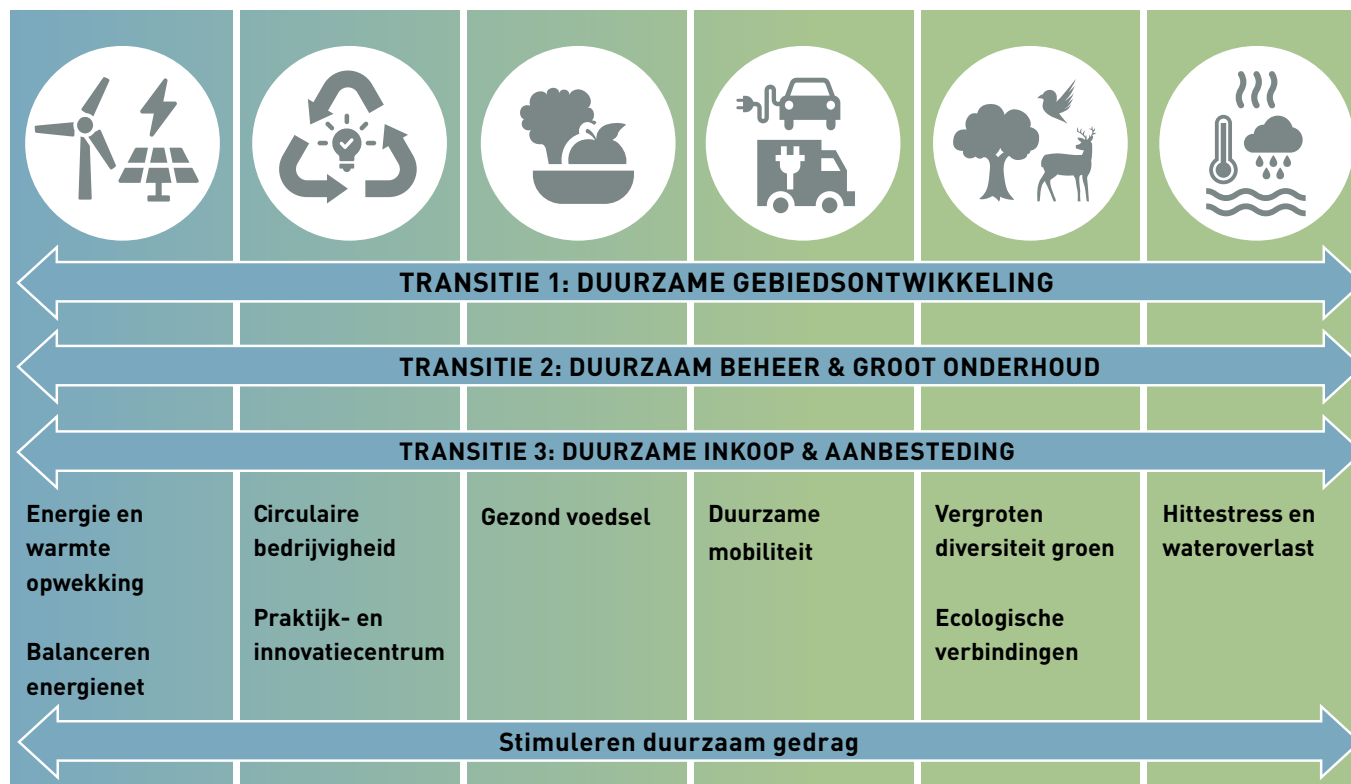 TRANSITIE 1: DUURZAME GEBIEDSONTWIKKELING
TRANSITIE 2: DUURZAAM BEHEER & GROOT ONDERHOUD
TRANSITIE 3: DUURZAME INKOOP & AANBESTEDING
Energie en
warmte
opwekking
Balanceren
energienet
Circulaire
bedrijvigheid
Praktijk- en
innovatiecentrum
Gezond voedsel
Duurzame
mobiliteit
Vergroten
diversiteit groen
Ecologische
verbindingen
Hittestress en
wateroverlast
Stimuleren duurzaam gedrag